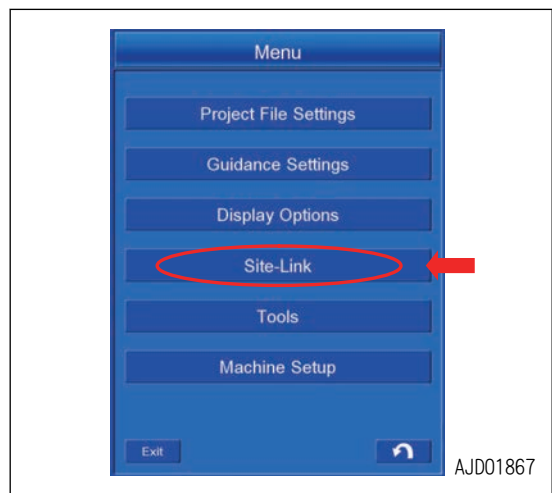 Menu
Project File Settings
Guidance Settings
Display Options
Site-Link
Tools
Machine Setup
Exit
AJD01867